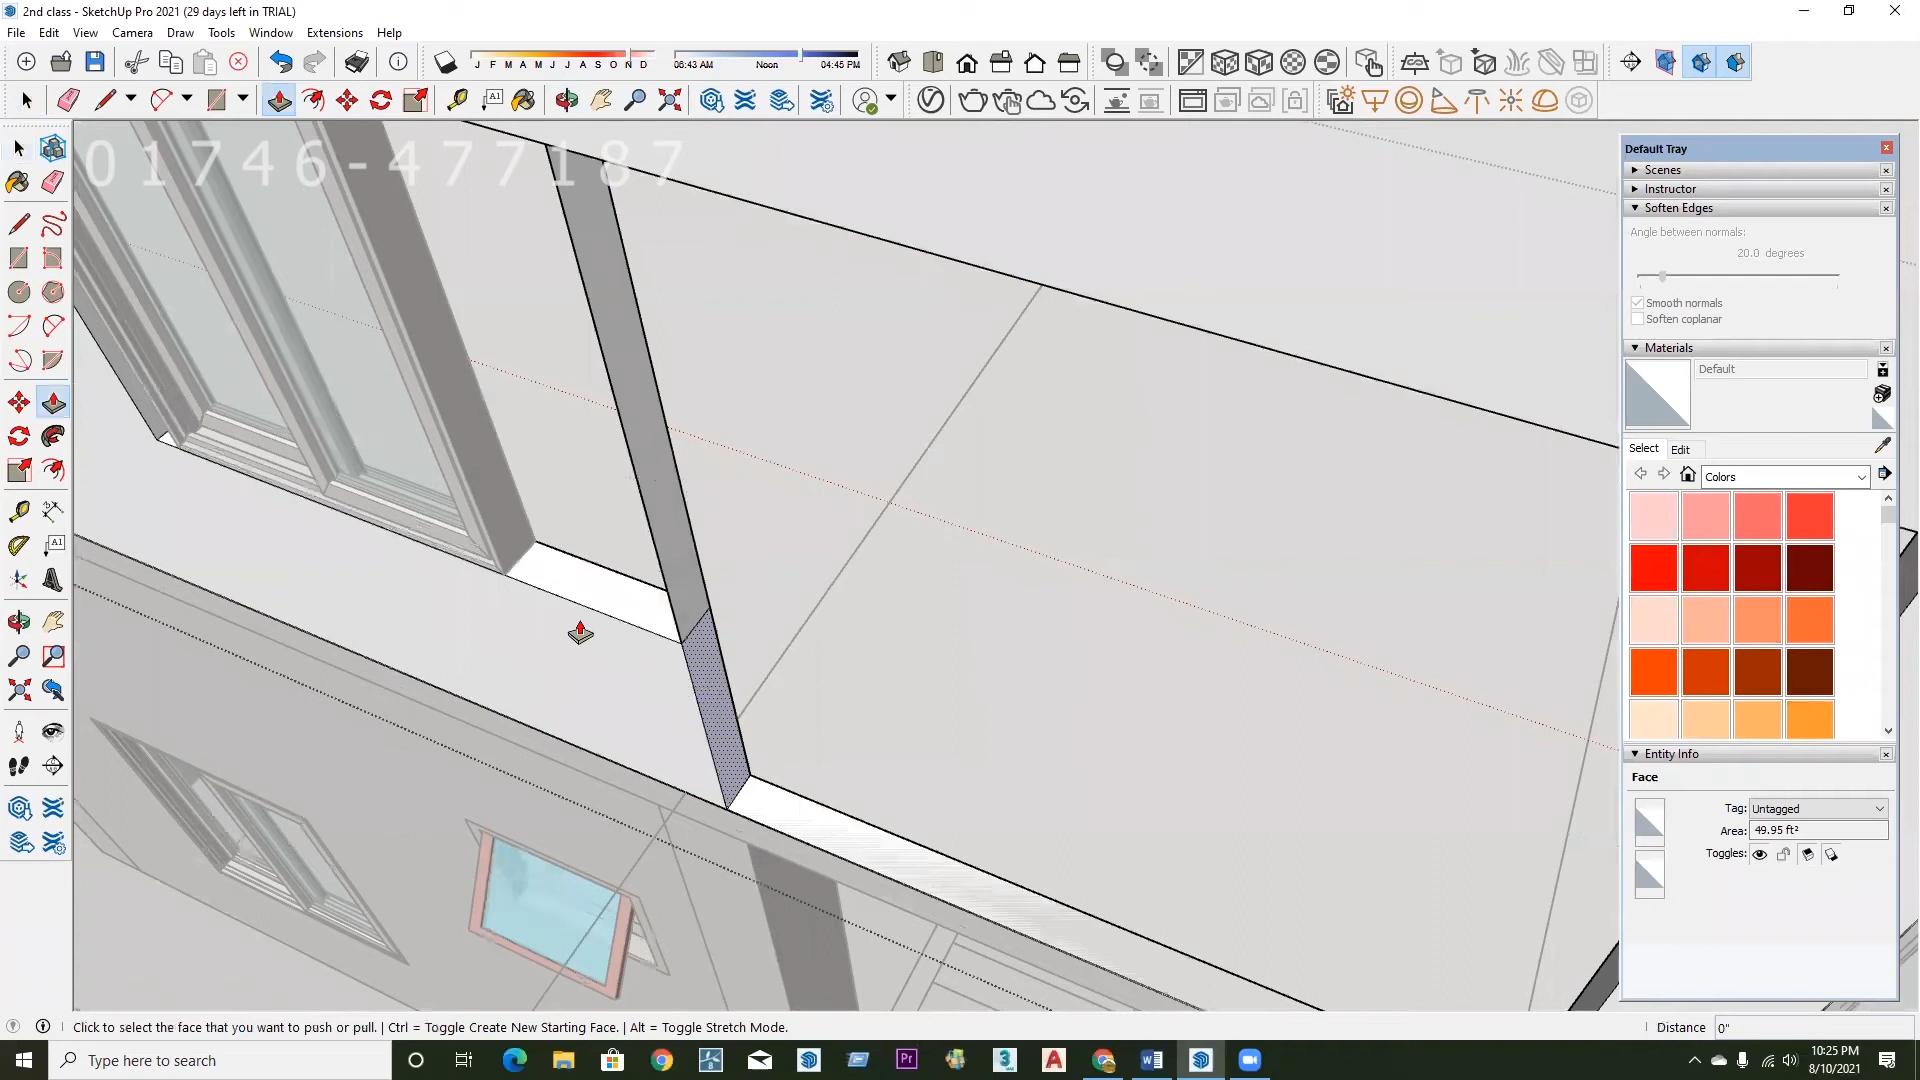 2nd class - SketchUp Pro 2021 (29 days left in TRIAL)
File Edit View Camera Draw Tools Window Extensions Help
J F M A M J J A S O N D 06:43 AM Noon 04:45 PM
A1
01746-477187
Default Tray
Scenes
Instructor
Soften Edges
Angle between normals:
20.0 degrees
Smooth normals
Soften coplanar
Materials
Default
Select Edit
Colors
A1
Entity Info
Face
Tag: Untagged
Area: 49.95 ft²
Toggles:
Click to select the face that you want to push or pull. | Ctrl = Toggle Create New Starting Face. | Alt = Toggle Stretch Mode.
Distance 0"
Type here to search
Pr
3
A
10:25 PM
8/10/2021